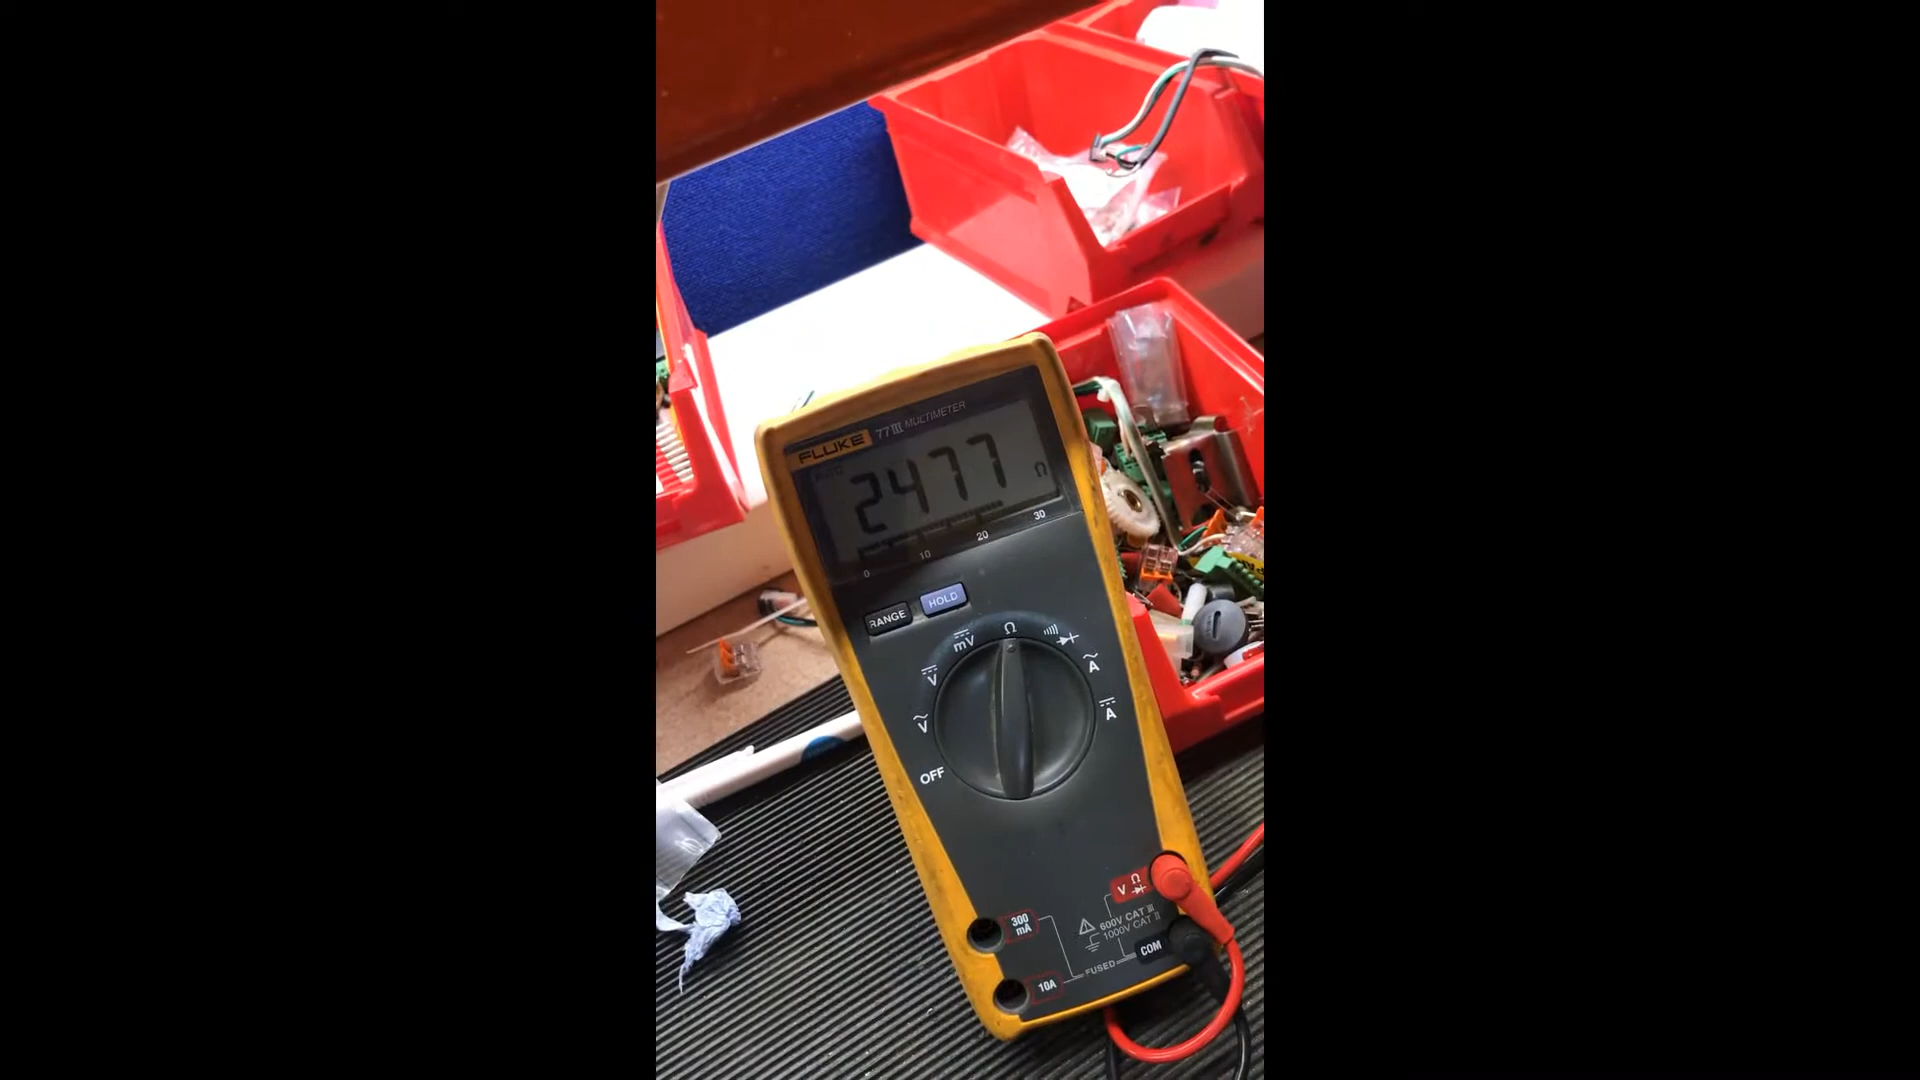 FLUKE 77 III MULTIMETER
2477 Ω
0 10 20 30
RANGE HOLD
mV Ω
V A
V A
OFF
V Ω
300 mA
600V CAT III
1000V CAT II
COM
FUSED
10A